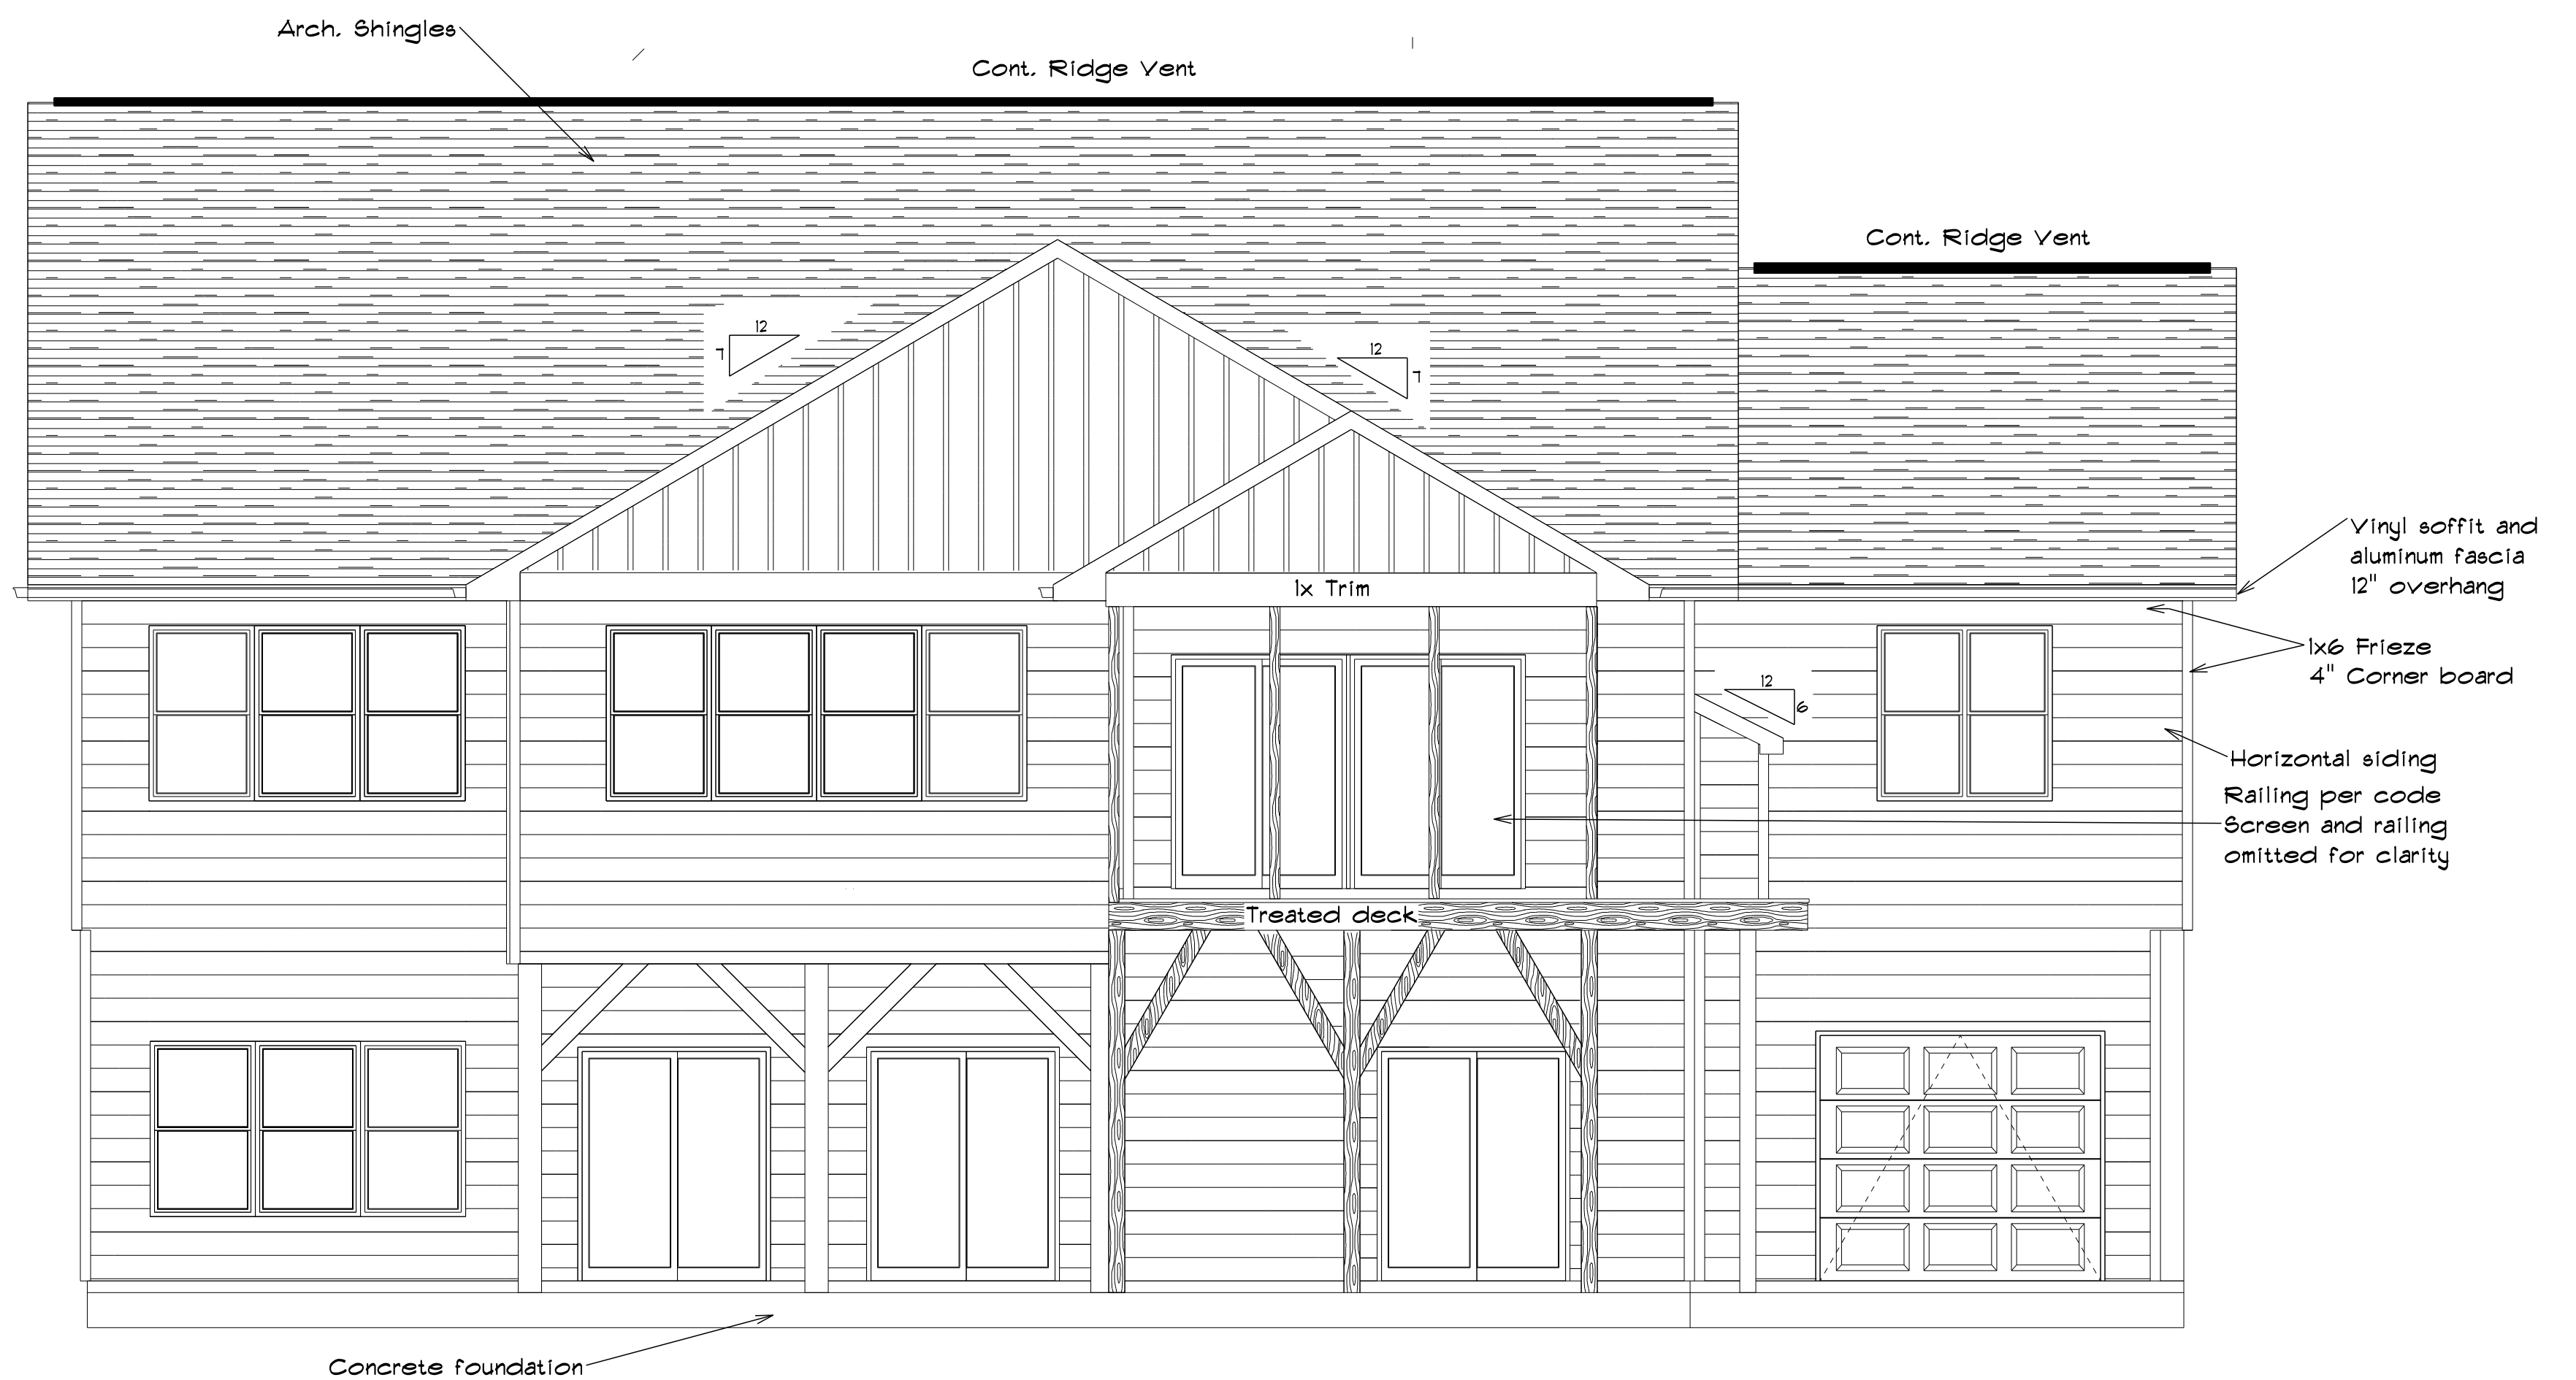 Arch. Shingles
Cont. Ridge Vent
Cont. Ridge Vent
12
7
12
7
Vinyl soffit and
aluminum fascia
12" overhang
1x Trim
1x6 Frieze
4" Corner board
12
6
Horizontal siding
Railing per code
Screen and railing
omitted for clarity
Treated deck
Concrete foundation